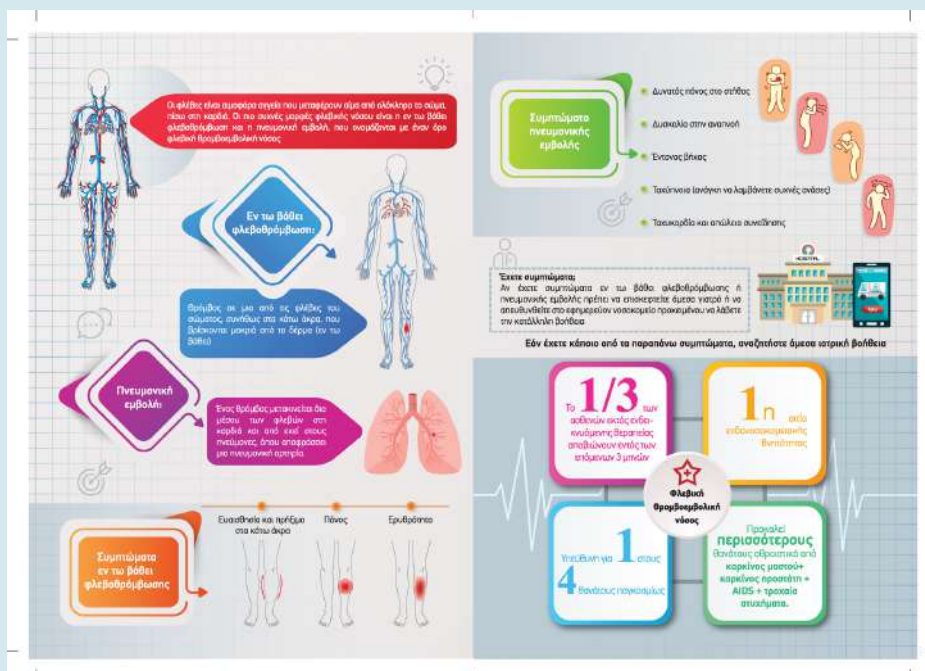 Οι φλέβες είναι αιμοφόρα αγγεία που μεταφέρουν αίμα από ολόκληρο το σώμα,
πίσω στη καρδιά. Οι πιο συχνές μορφές φλεβικής νόσου είναι η εν τω βάθει
φλεβοθρόμβωση και η πνευμονική εμβολή, που ονομάζονται με έναν όρο
φλεβική θρομβοεμβολική νόσος
Εν τω βάθει
φλεβοθρόμβωση:
Θρόμβος σε μια από τις φλέβες του
σώματος, συνήθως στα κάτω άκρα, που
βρίσκονται μακριά από το δέρμα (εν τω
βάθει)
Πνευμονική
εμβολή:
Ένας θρόμβος μετακινείται δια
μέσου των φλεβών στη
καρδιά και από εκεί στους
πνεύμονες, όπου αποφράσσει
μια πνευμονική αρτηρία.
Συμπτώματα
εν τω βάθει
φλεβοθρόμβωσης
Ευαισθησία και πρήξιμο
στα κάτω άκρα
Πόνος
Ερυθρότητα
Συμπτώματα
πνευμονικής
εμβολής
Δυνατός πόνος στο στήθος
Δυσκολία στην αναπνοή
Έντονος βήχας
Ταχύπνοια (ανάγκη να λαμβάνετε συχνές ανάσες)
Ταχυκαρδία και απώλεια συνείδησης
Έχετε συμπτώματα;
Αν έχετε συμπτώματα εν τω βάθει φλεβοθρόμβωσης ή
πνευμονικής εμβολής πρέπει να επισκεφτείτε άμεσα γιατρό ή να
απευθυνθείτε στο εφημερεύον νοσοκομείο προκειμένου να λάβετε
την κατάλληλη βοήθεια
HOSPITAL
Εάν έχετε κάποιο από τα παραπάνω συμπτώματα, αναζητήστε άμεσα ιατρική βοήθεια
Το 1/3 των
ασθενών εκτός ενδει-
κνυόμενης θεραπείας
αποβιώνουν εντός των
επόμενων 3 μηνών
1η αιτία
ενδονοσοκομειακής
θνητότητας
Φλεβική
θρομβοεμβολική
νόσος
Υπεύθυνη για 1 στους
4 θανάτους παγκοσμίως
Προκαλεί
περισσότερους
θανάτους αθροιστικά από
καρκίνος μαστού+
καρκίνος προστάτη +
AIDS + τροχαία
ατυχήματα.